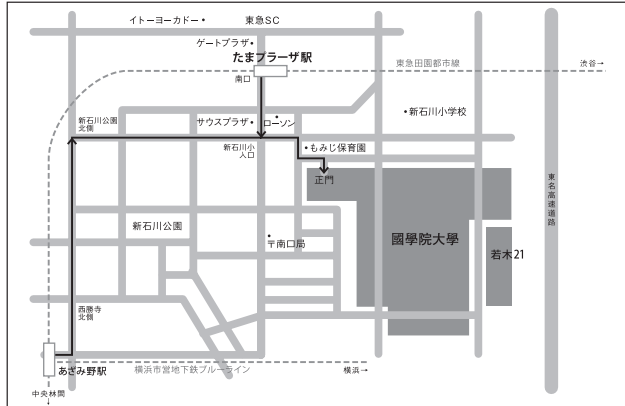 イトーヨーカドー
東急SC
ゲートプラザ
たまプラーザ駅
南口
東急田園都市線
渋谷→
新石川公園
北側
サウスプラザ
ローソン
新石川小学校
新石川小
入口
もみじ保育園
正門
東名高速道路
新石川公園
〒南口局
國學院大學
若木21
西勝寺
北側
あざみ野駅
横浜市営地下鉄ブルーライン
横浜→
中央林間
↓